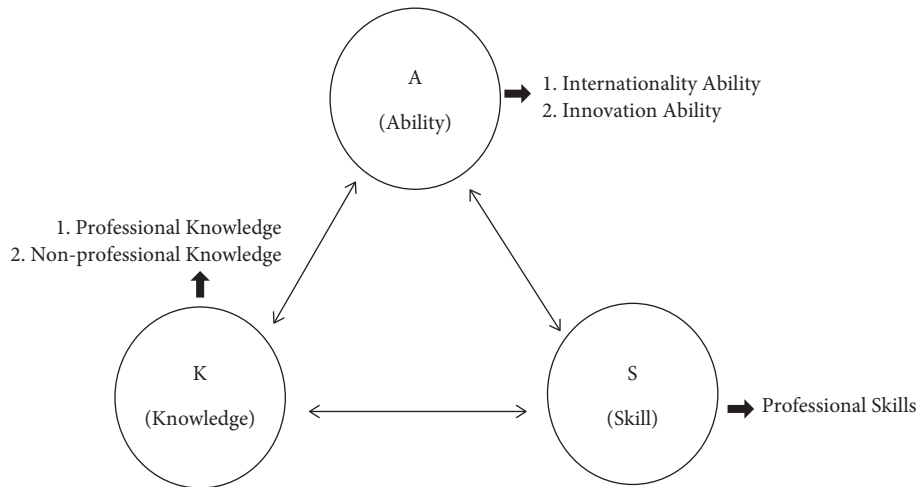 A
(Ability)
1. Internationality Ability
2. Innovation Ability
1. Professional Knowledge
2. Non-professional Knowledge
K
(Knowledge)
S
(Skill)
Professional Skills